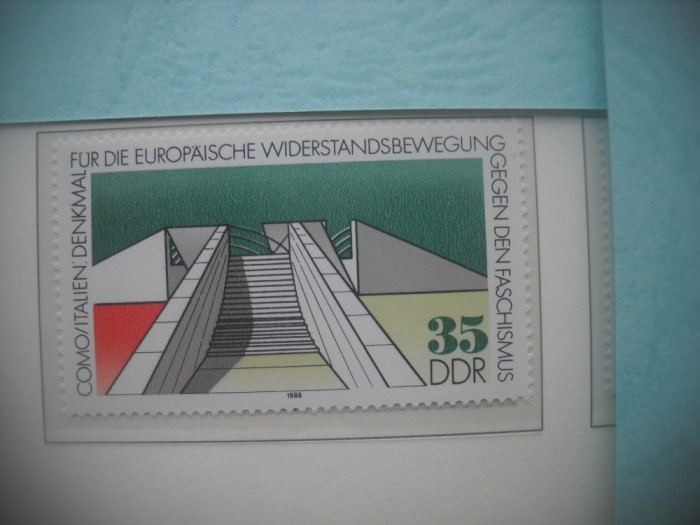 COMO/ITALIEN: DENKMAL
FÜR DIE EUROPÄISCHE WIDERSTANDSBEWEGUNG
GEGEN DEN FASCHISMUS
35
DDR
1988